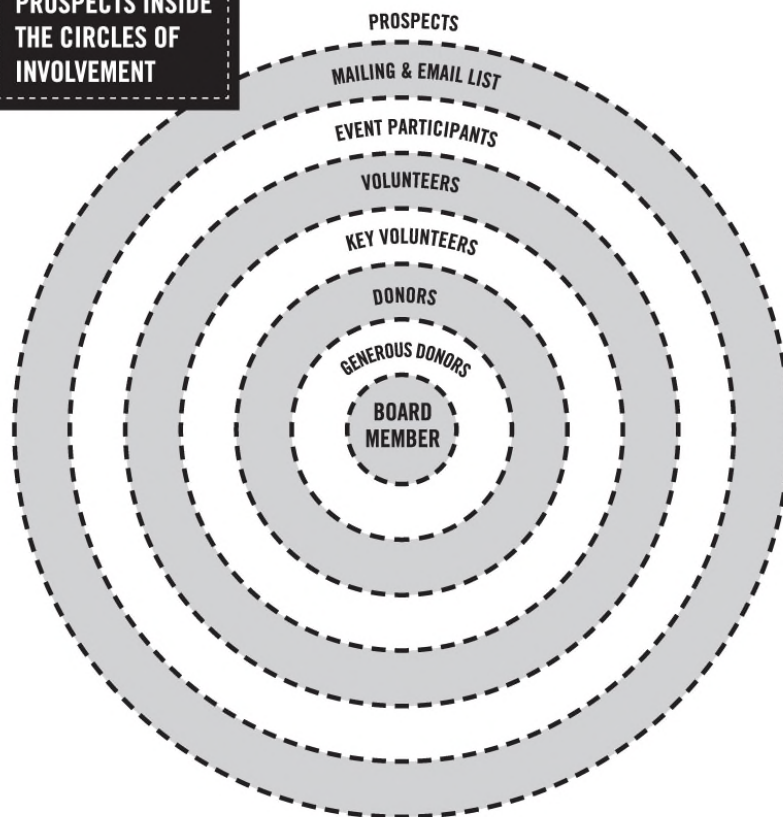 PROSPECTS INSIDE
THE CIRCLES OF
INVOLVEMENT
PROSPECTS
MAILING & EMAIL LIST
EVENT PARTICIPANTS
VOLUNTEERS
KEY VOLUNTEERS
DONORS
GENEROUS DONORS
BOARD
MEMBER